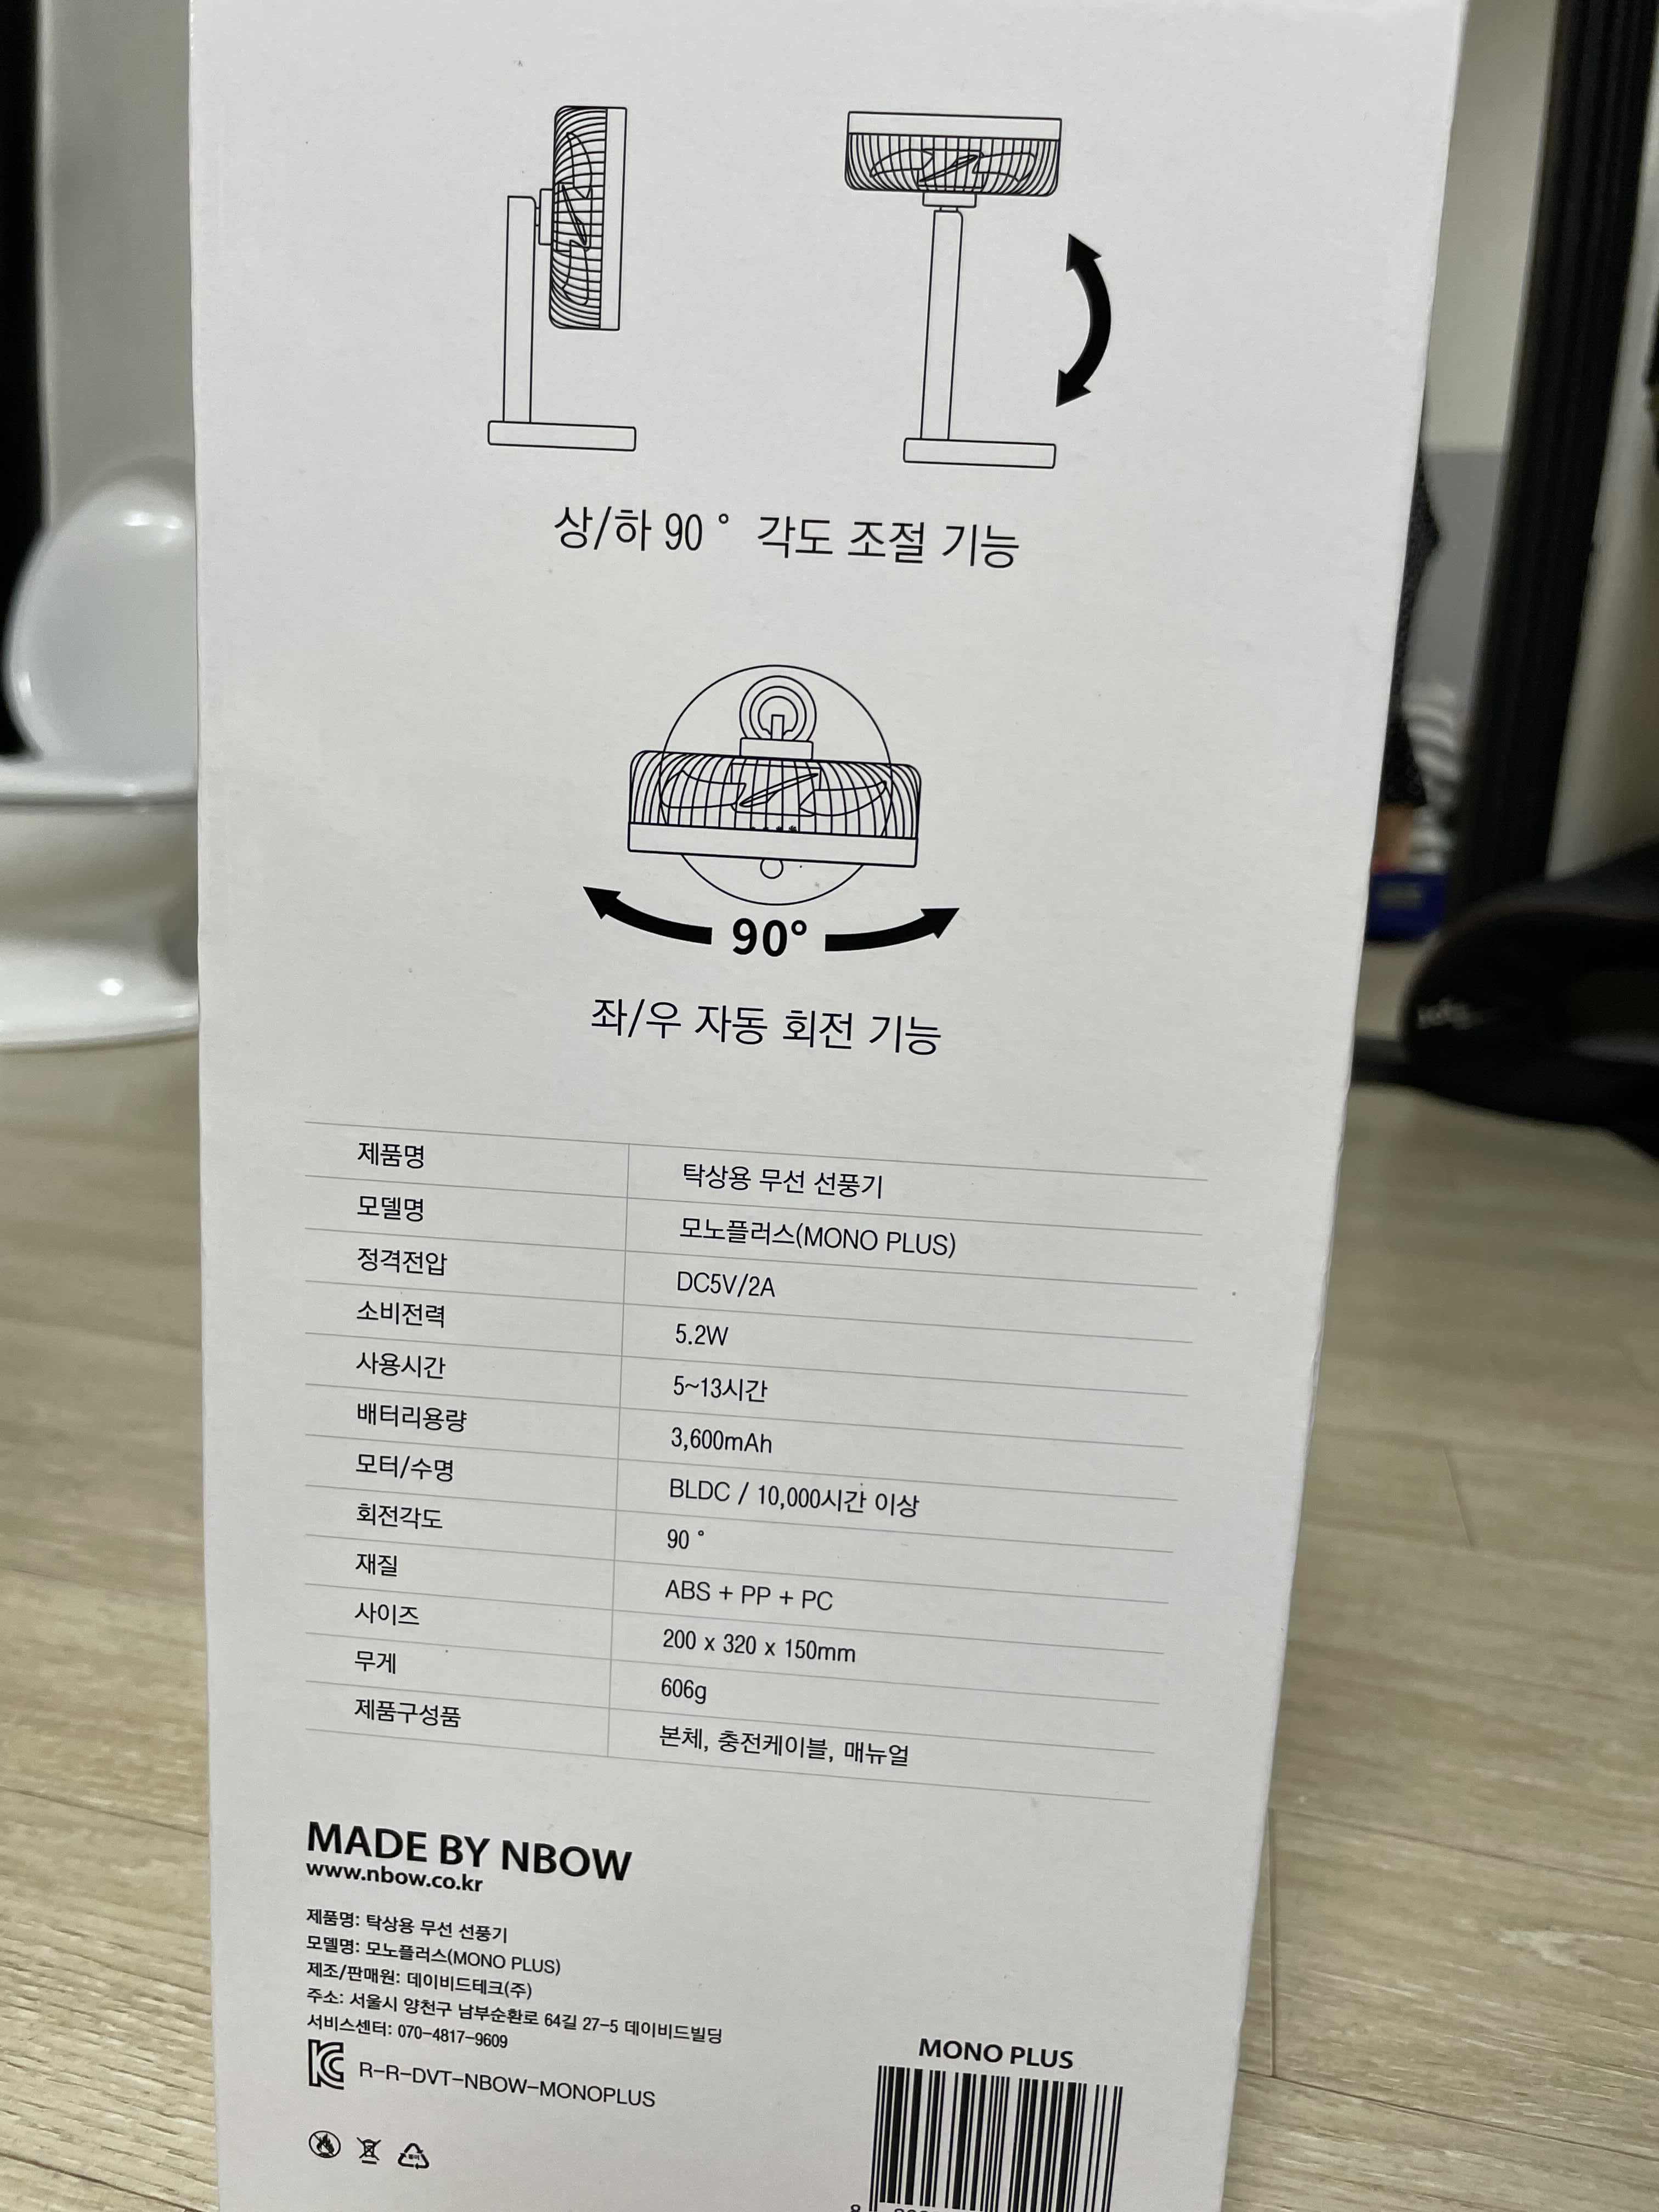 상/하 90° 각도 조절 기능
90°
좌/우 자동 회전 기능
제품명 탁상용 무선 선풍기
모델명 모노플러스(MONO PLUS)
정격전압 DC5V/2A
소비전력 5.2W
사용시간 5~13시간
배터리용량 3,600mAh
모터/수명 BLDC / 10,000시간 이상
회전각도 90°
재질 ABS + PP + PC
사이즈 200 x 320 x 150mm
무게 606g
제품구성품 본체, 충전케이블, 매뉴얼
MADE BY NBOW
www.nbow.co.kr
제품명: 탁상용 무선 선풍기
모델명: 모노플러스(MONO PLUS)
제조/판매원: 데이비드테크(주)
주소: 서울시 양천구 남부순환로 64길 27-5 데이비드빌딩
서비스센터: 070-4817-9609
R-R-DVT-NBOW-MONOPLUS
MONO PLUS